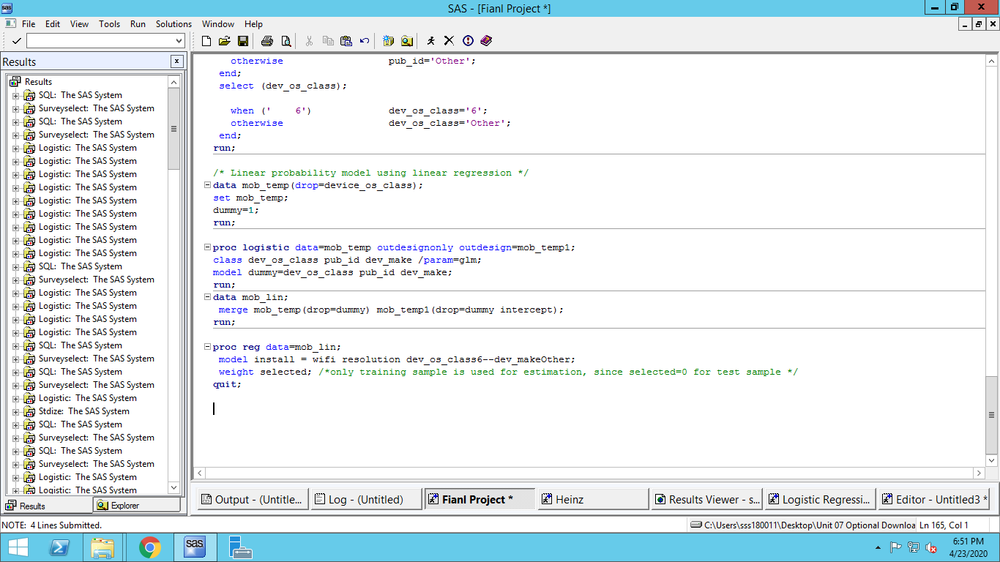 SAS - [Fianl Project *]
File Edit View Tools Run Solutions Window Help
Results
Results
SQL: The SAS System
Surveyselect: The SAS System
SQL: The SAS System
Surveyselect: The SAS System
Logistic: The SAS System
Logistic: The SAS System
Logistic: The SAS System
Logistic: The SAS System
Logistic: The SAS System
Logistic: The SAS System
Logistic: The SAS System
Logistic: The SAS System
Logistic: The SAS System
SQL: The SAS System
Surveyselect: The SAS System
Logistic: The SAS System
Logistic: The SAS System
Logistic: The SAS System
Logistic: The SAS System
SQL: The SAS System
Surveyselect: The SAS System
SQL: The SAS System
Surveyselect: The SAS System
Logistic: The SAS System
Stdize: The SAS System
SQL: The SAS System
Surveyselect: The SAS System
SQL: The SAS System
Surveyselect: The SAS System
Logistic: The SAS System
Logistic: The SAS System
Results Explorer
otherwise pub_id='Other';
end;
select (dev_os_class);
when ('    6') dev_os_class='6';
otherwise dev_os_class='Other';
end;
run;
/* Linear probability model using linear regression */
data mob_temp(drop=device_os_class);
set mob_temp;
dummy=1;
run;
proc logistic data=mob_temp outdesignonly outdesign=mob_temp1;
class dev_os_class pub_id dev_make /param=glm;
model dummy=dev_os_class pub_id dev_make;
run;
data mob_lin;
merge mob_temp(drop=dummy) mob_temp1(drop=dummy intercept);
run;
proc reg data=mob_lin;
model install = wifi resolution dev_os_class6--dev_makeOther;
weight selected; /*only training sample is used for estimation, since selected=0 for test sample */
quit;
Output - (Untitle... Log - (Untitled) Fianl Project * Heinz Results Viewer - s... Logistic Regressi... Editor - Untitled3 *
NOTE: 4 Lines Submitted. C:\Users\sss180011\Desktop\Unit 07 Optional Downloa Ln 165, Col 1
sas
6:51 PM
4/23/2020